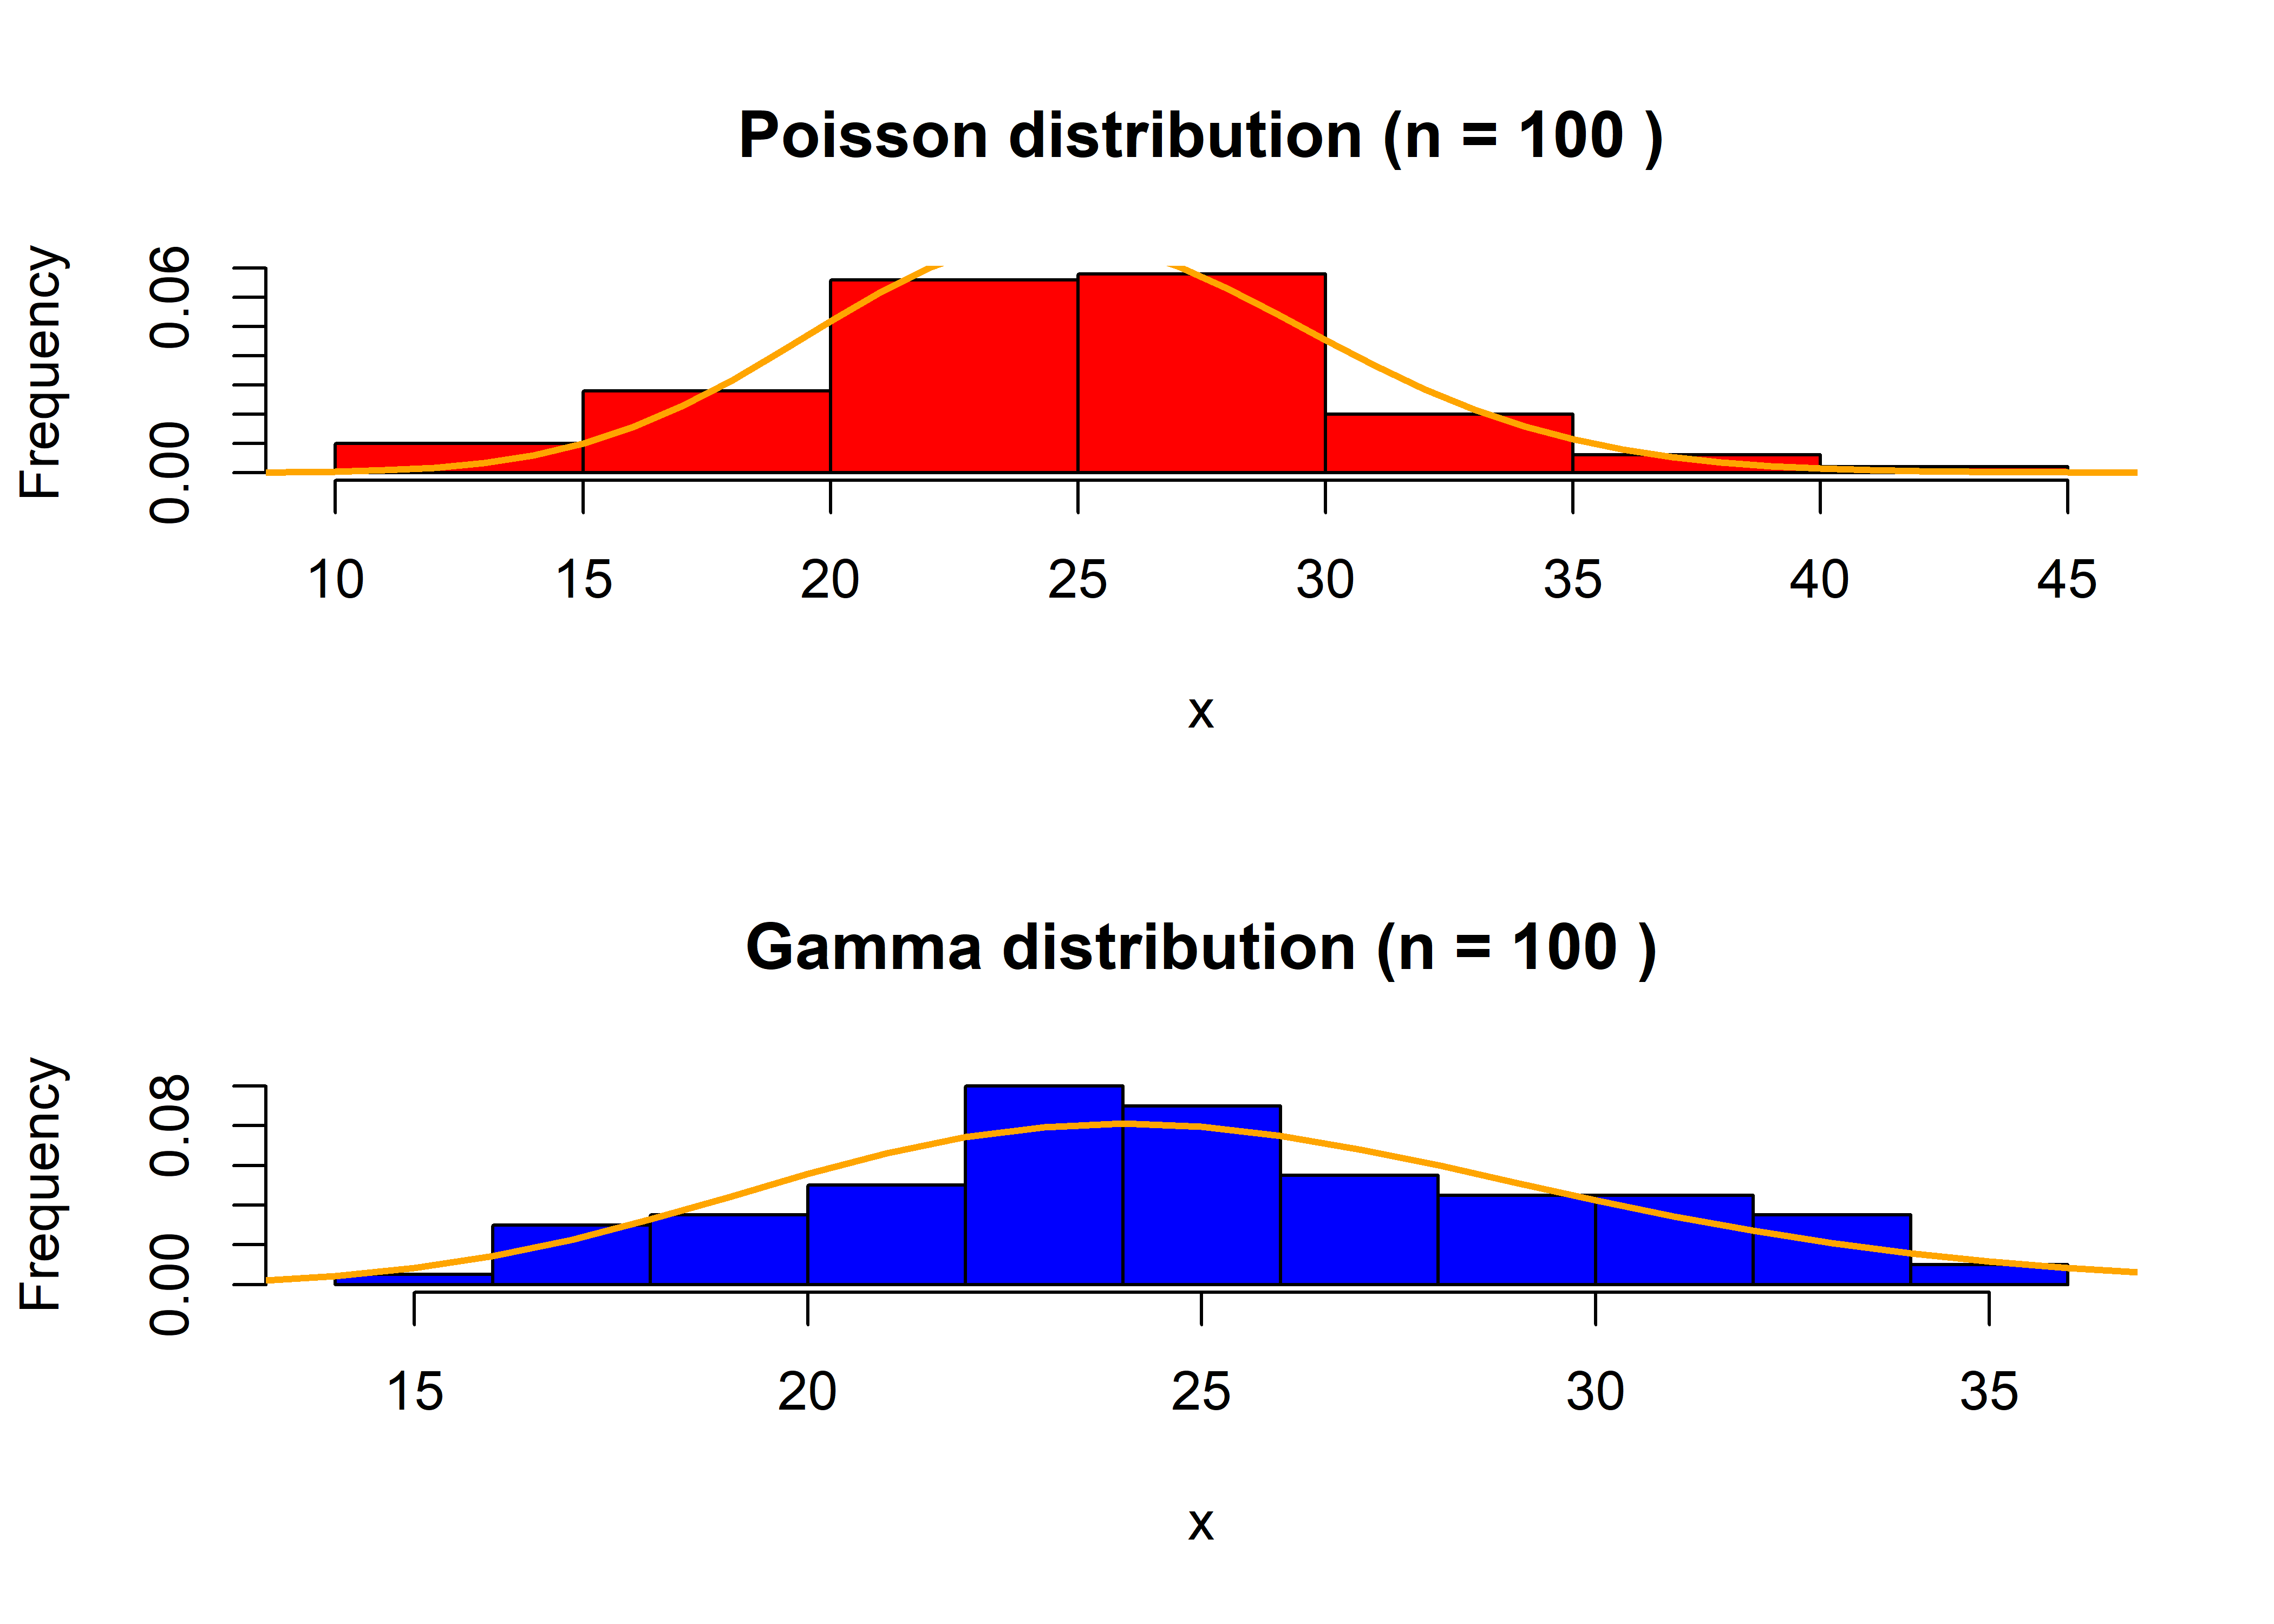 Poisson distribution (n = 100 )
Frequency
0.00 0.06
10 15 20 25 30 35 40 45
x
Gamma distribution (n = 100 )
Frequency
0.00 0.08
15 20 25 30 35
x